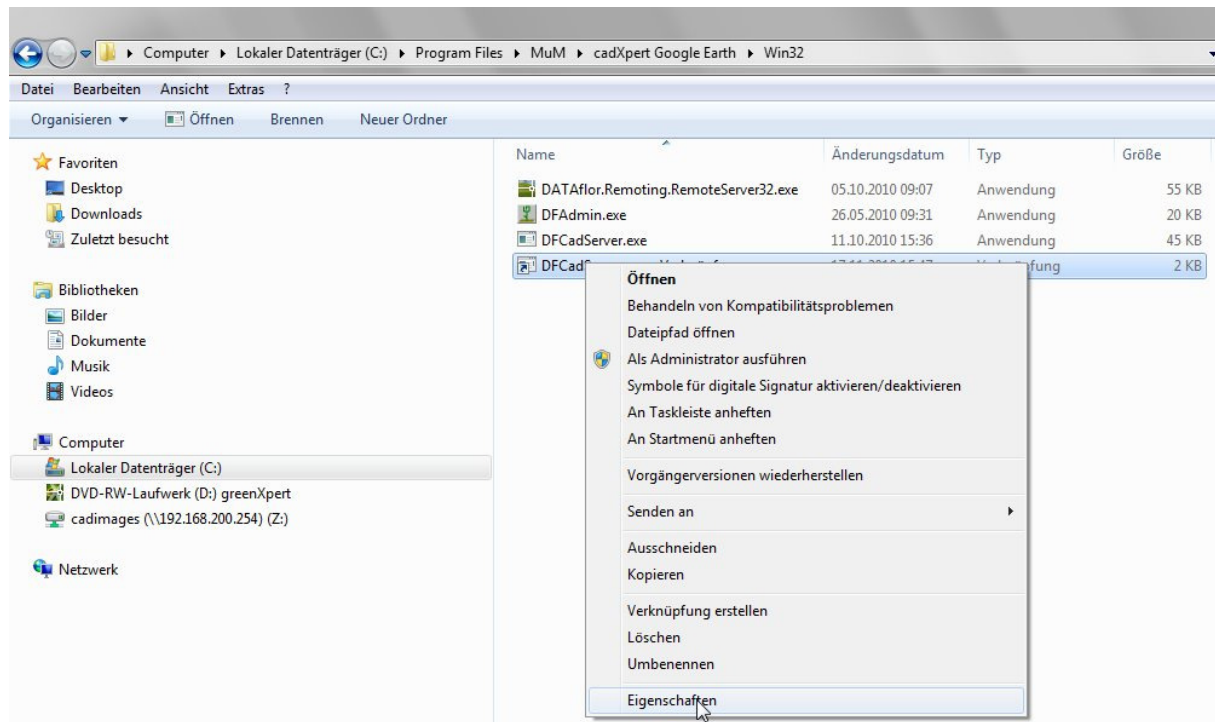 Computer ▸ Lokaler Datenträger (C:) ▸ Program Files ▸ MuM ▸ cadXpert Google Earth ▸ Win32
Datei Bearbeiten Ansicht Extras ?
Organisieren Öffnen Brennen Neuer Ordner
Favoriten
Desktop
Downloads
Zuletzt besucht
Bibliotheken
Bilder
Dokumente
Musik
Videos
Computer
Lokaler Datenträger (C:)
DVD-RW-Laufwerk (D:) greenXpert
cadimages (\\192.168.200.254) (Z:)
Netzwerk
Name Änderungsdatum Typ Größe
DATAflor.Remoting.RemoteServer32.exe 05.10.2010 09:07 Anwendung 55 KB
DFAdmin.exe 26.05.2010 09:31 Anwendung 20 KB
DFCadServer.exe 11.10.2010 15:36 Anwendung 45 KB
2 KB
Öffnen
Behandeln von Kompatibilitätsproblemen
Dateipfad öffnen
Als Administrator ausführen
Symbole für digitale Signatur aktivieren/deaktivieren
An Taskleiste anheften
An Startmenü anheften
Vorgängerversionen wiederherstellen
Senden an
Ausschneiden
Kopieren
Verknüpfung erstellen
Löschen
Umbenennen
Eigenschaften